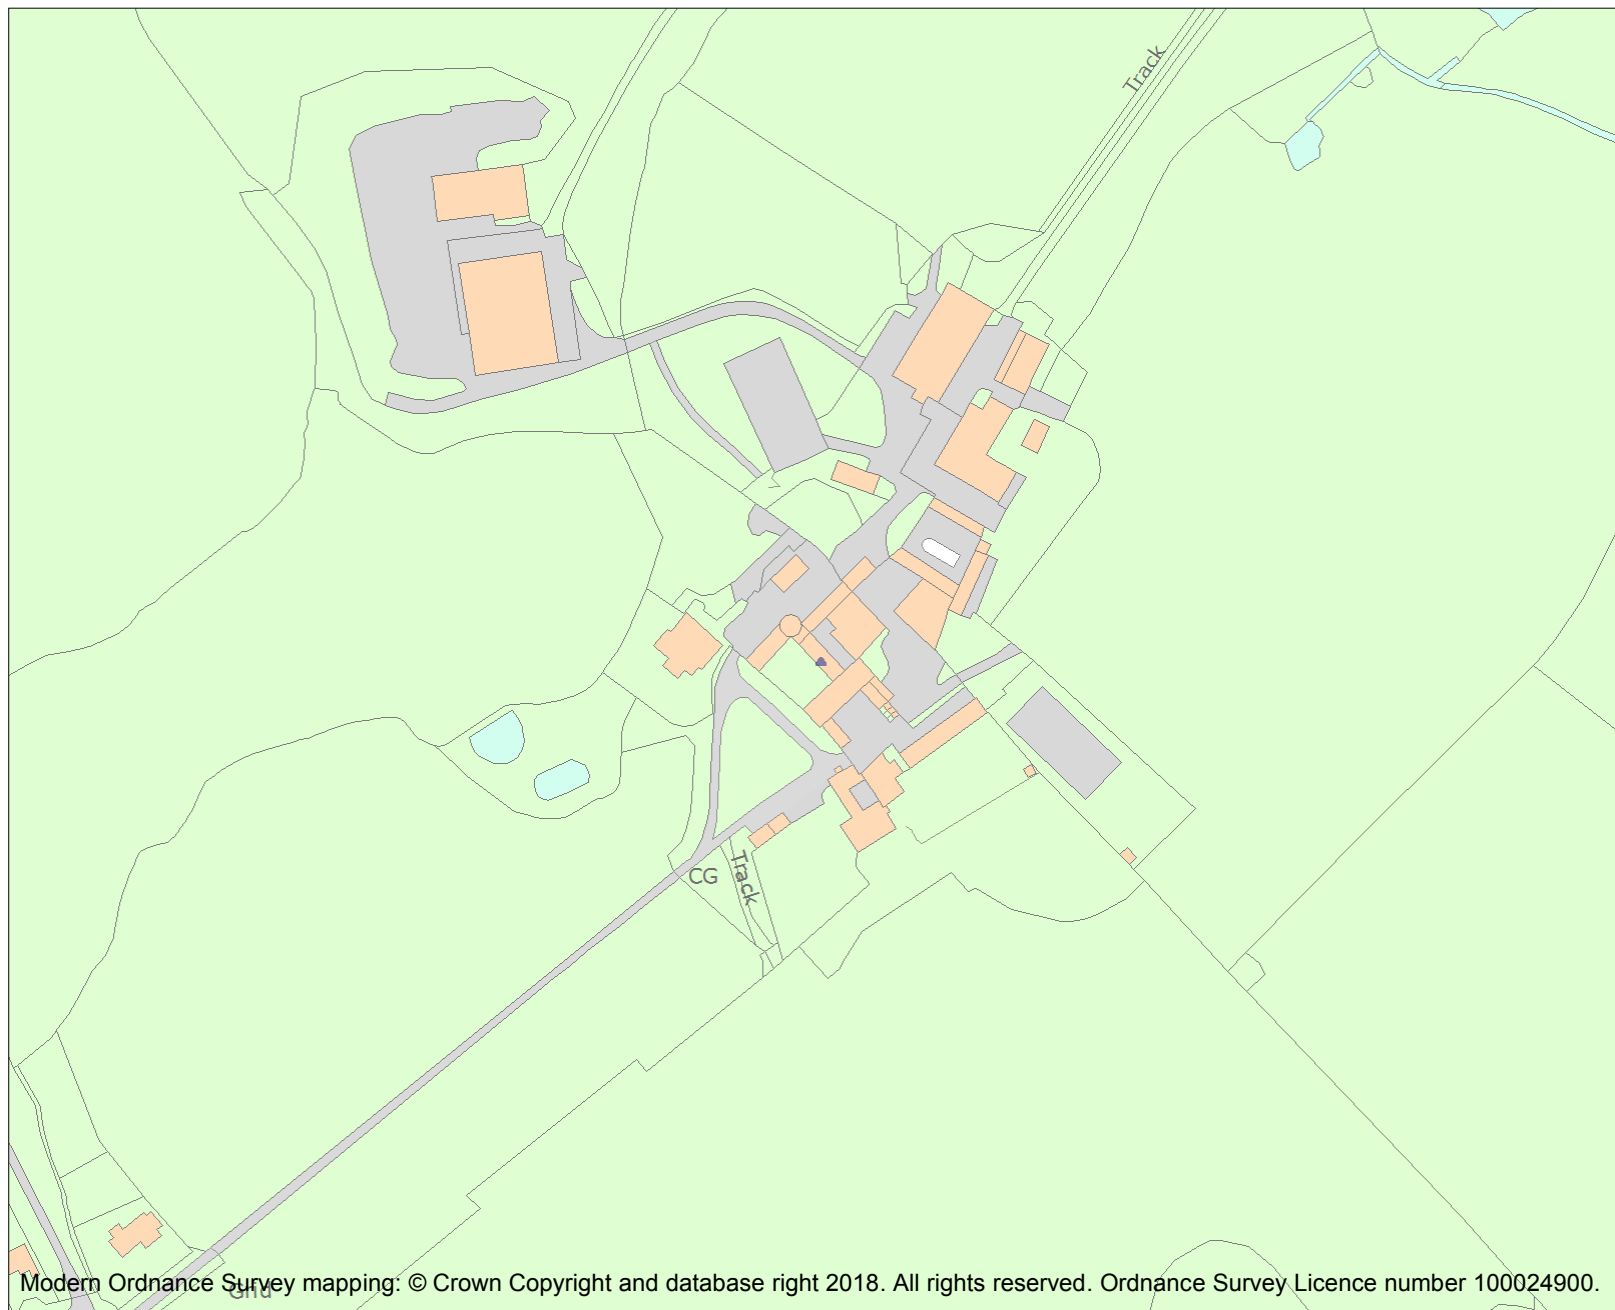 Track
CG
Track
Grid
Modern Ordnance Survey mapping: © Crown Copyright and database right 2018. All rights reserved. Ordnance Survey Licence number 100024900.